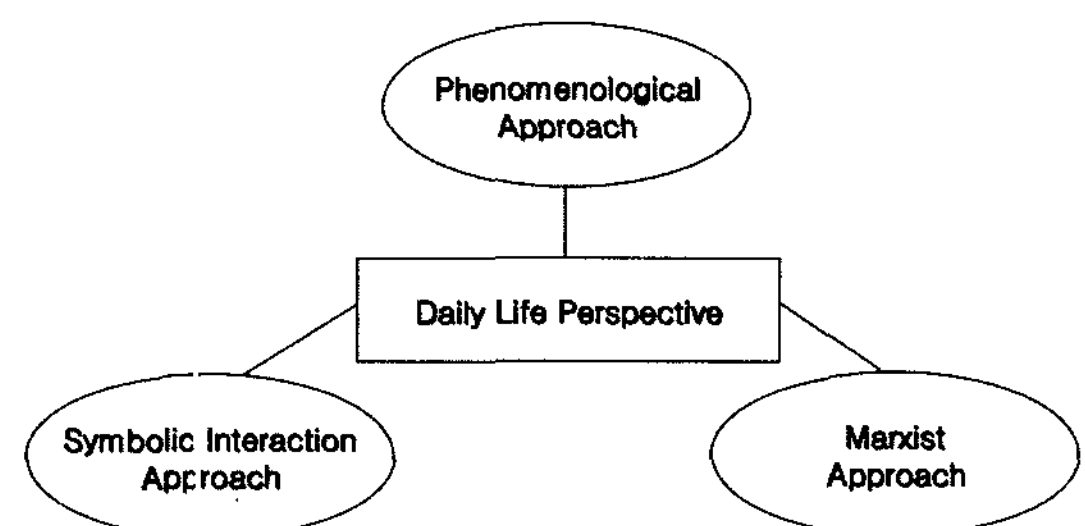 Phenomenological
Approach
Daily Life Perspective
Symbolic Interaction
Approach
Marxist
Approach